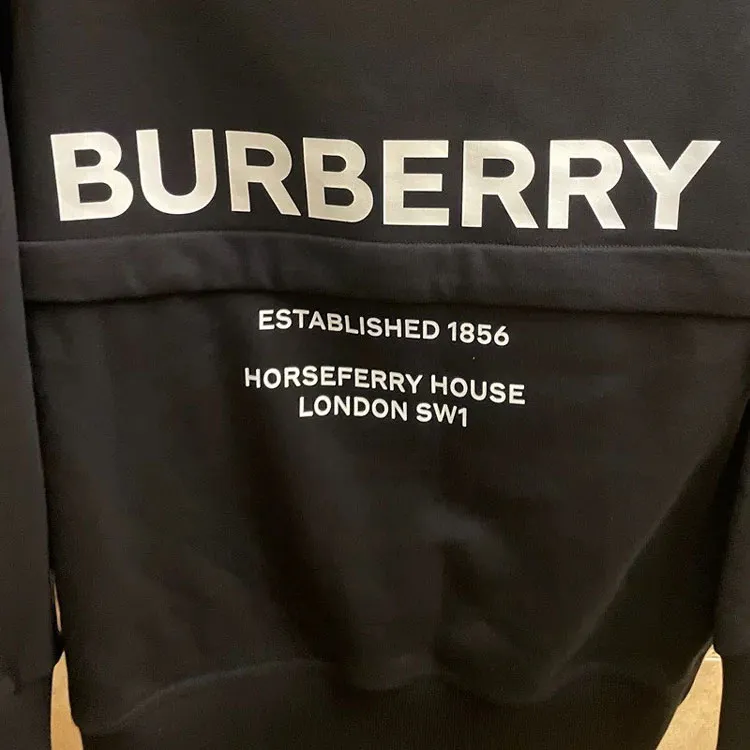 BURBERRY
ESTABLISHED 1856
HORSEFERRY HOUSE
LONDON SW1